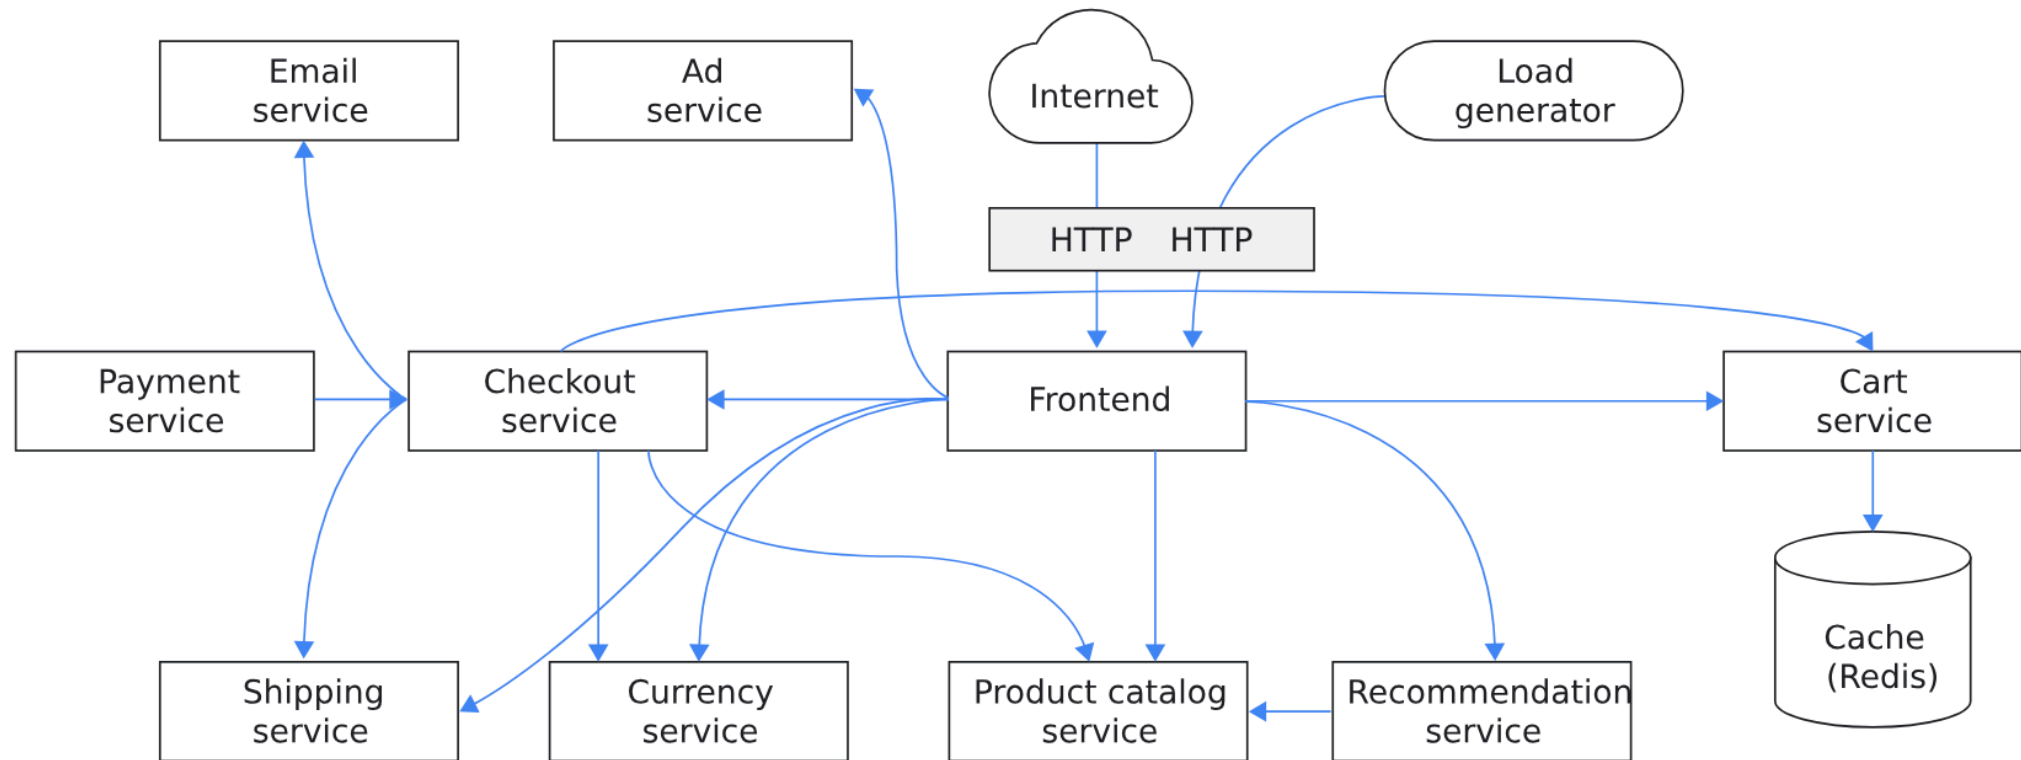 Email
service
Ad
service
Internet
Load
generator
HTTP HTTP
Payment
service
Checkout
service
Frontend
Cart
service
Shipping
service
Currency
service
Product catalog
service
Recommendation
service
Cache
(Redis)